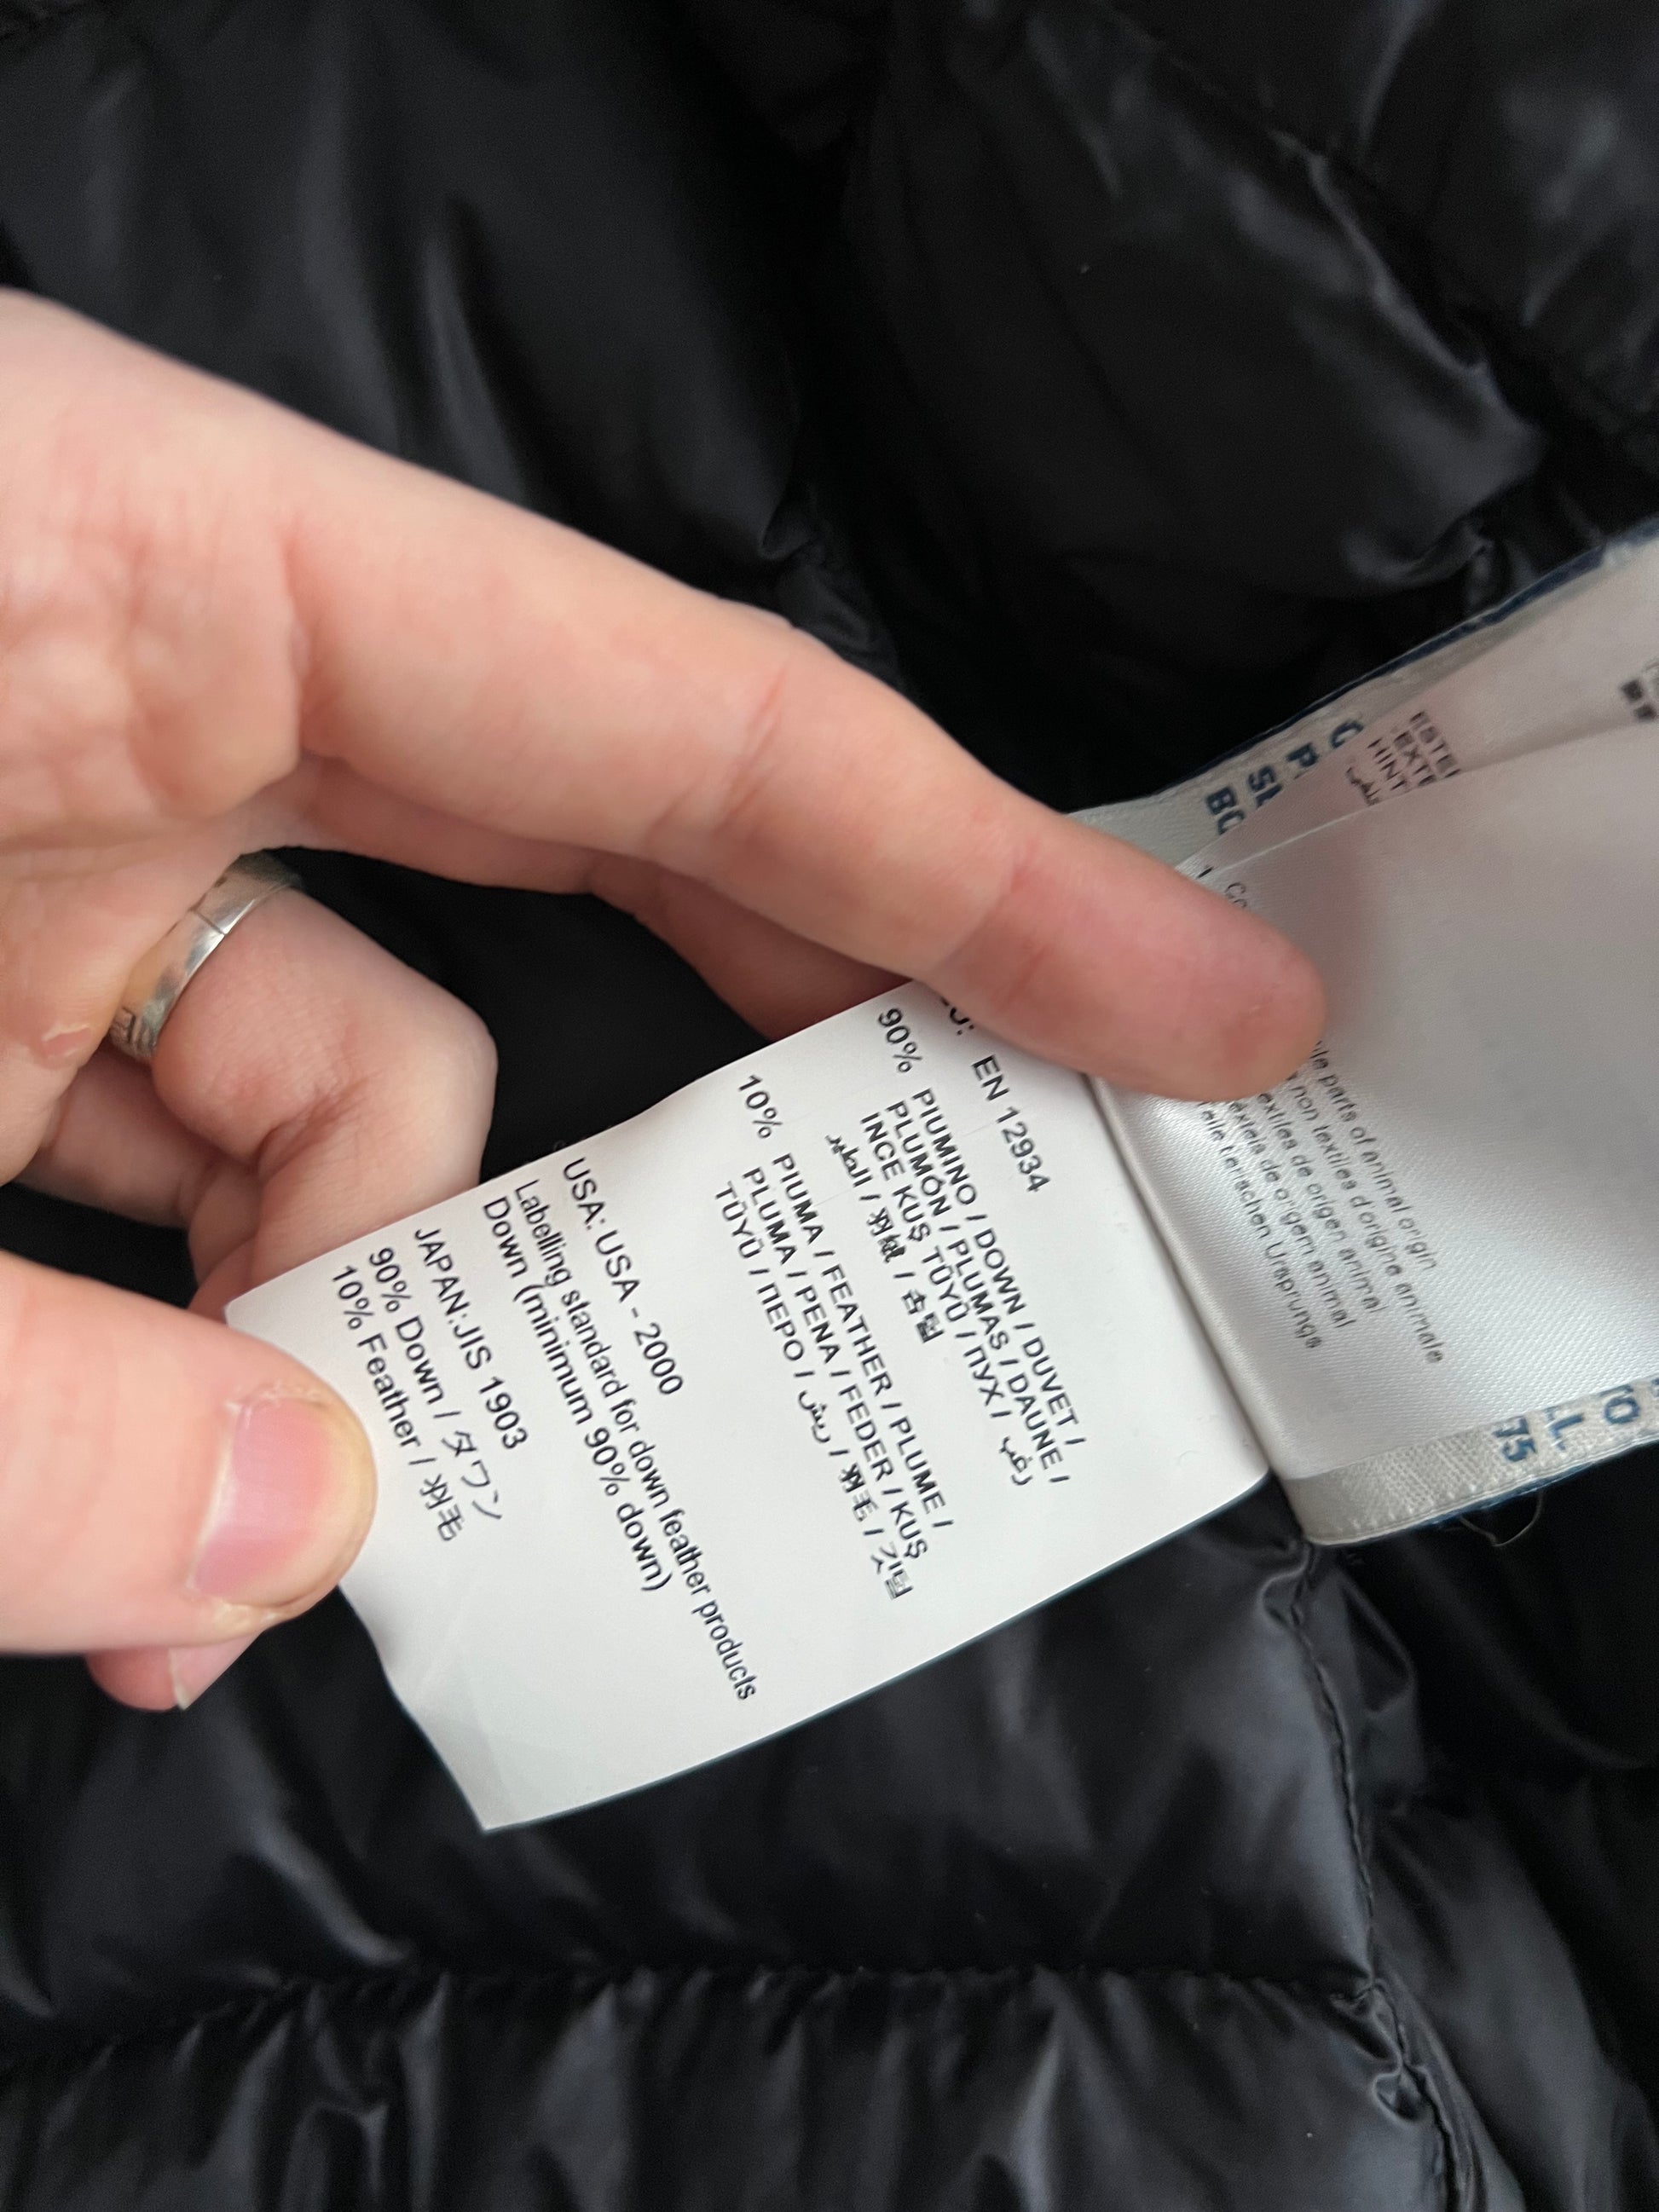 EN 12934
90% PIUMINO / DOWN / DUVET /
PLUMÓN / PLUMAS / DAUNE /
INCE KUŞ TÜYÜ / ПУХ / زغب
الطير / 羽絨 / 솜털
10% PIUMA / FEATHER / PLUME /
PLUMA / PENA / FEDER / KUŞ
TÜYÜ / ПЕРО / ريش / 羽毛 / 깃털
USA: USA - 2000
Labelling standard for down feather products
Down (minimum 90% down)
JAPAN:JIS 1903
90% Down / ダウン
10% Feather / 羽毛
parts of animal origin
non textiles d'origine animale
de origen animal
de origem animal
tierischen Ursprungs
75